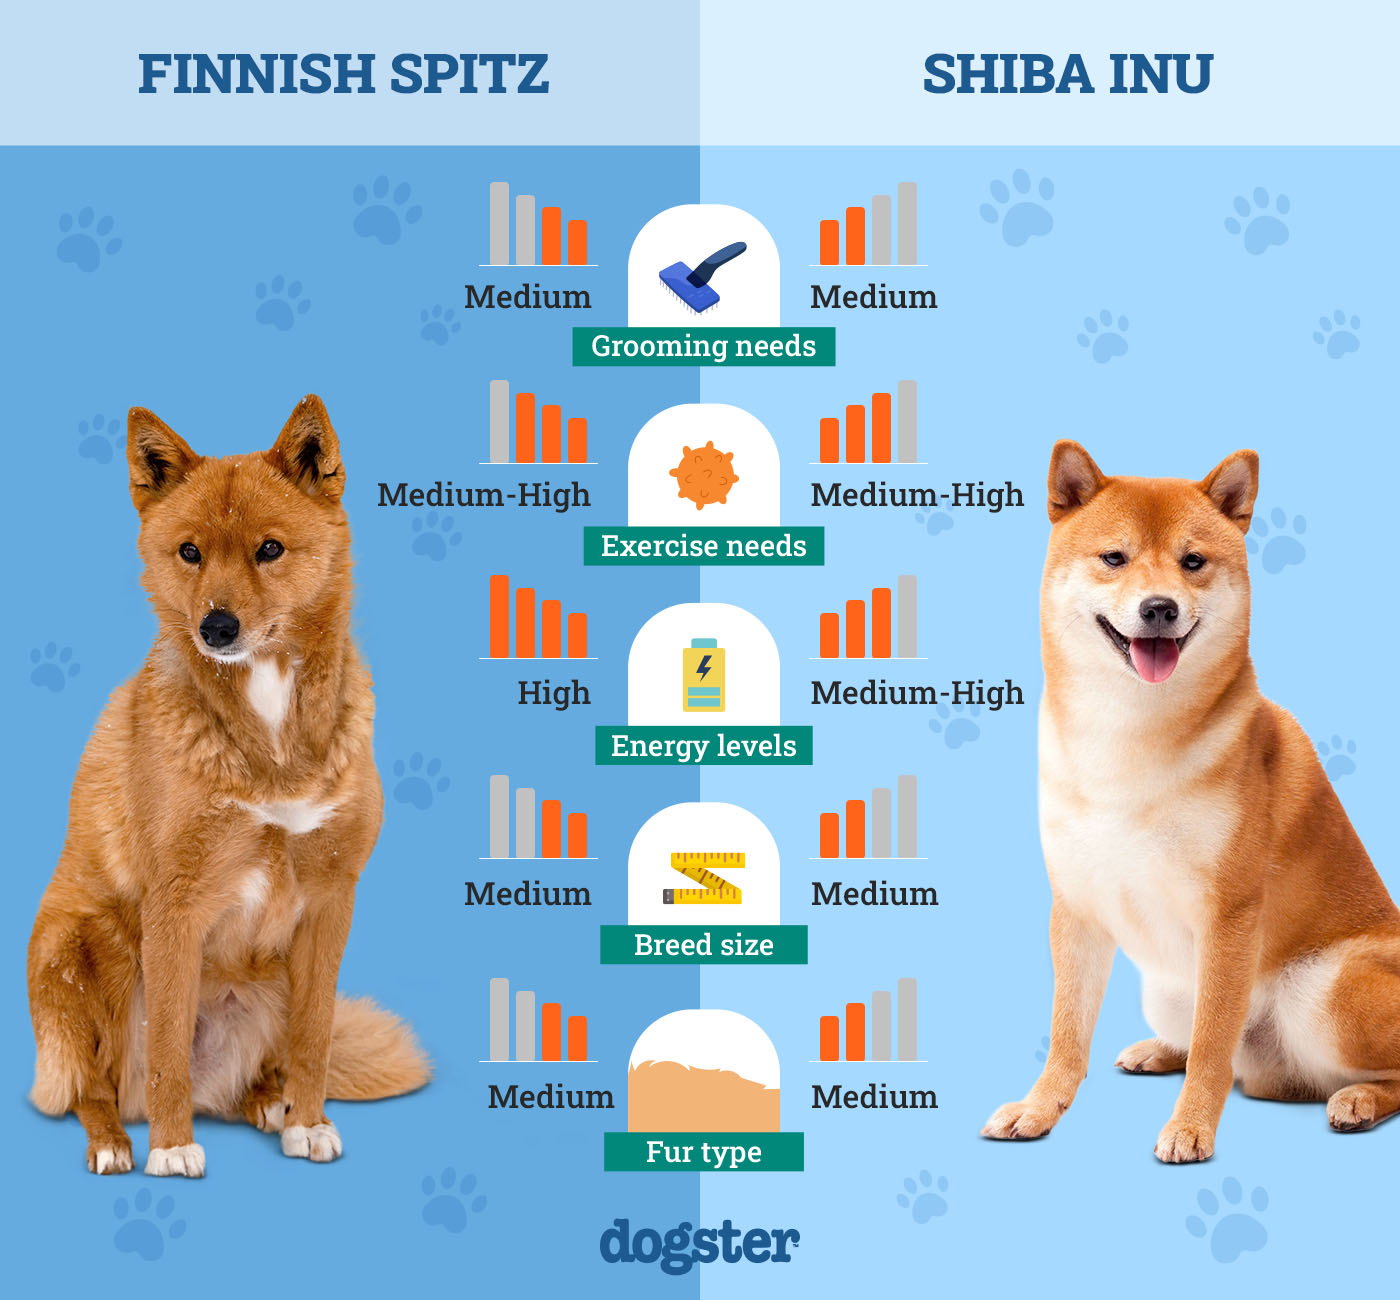 FINNISH SPITZ
SHIBA INU
Medium
Medium
Grooming needs
Medium-High
Medium-High
Exercise needs
High
Medium-High
Energy levels
Medium
Medium
Breed size
Medium
Medium
Fur type
dogster